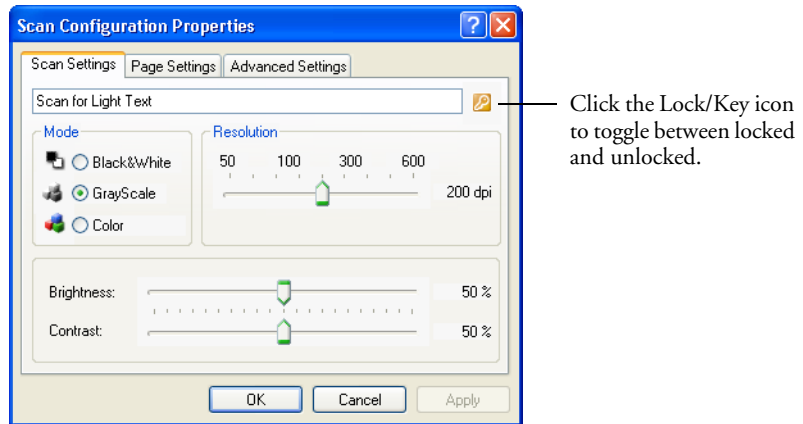 Scan Configuration Properties
Scan Settings Page Settings Advanced Settings
Scan for Light Text
Click the Lock/Key icon
to toggle between locked
and unlocked.
Mode
Black&White
GrayScale
Color
Resolution
50 100 300 600
200 dpi
Brightness: 50 %
Contrast: 50 %
OK Cancel Apply